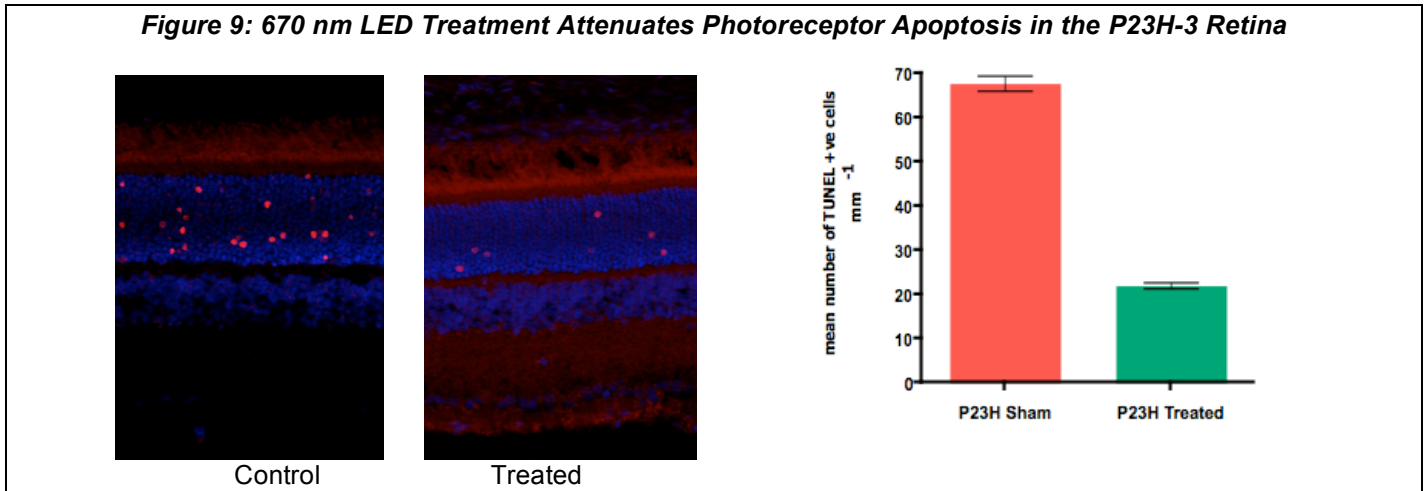 Figure 9: 670 nm LED Treatment Attenuates Photoreceptor Apoptosis in the P23H-3 Retina
Control
Treated
mean number of TUNEL +ve cells
mm -1
70
60
50
40
30
20
10
0
P23H Sham
P23H Treated